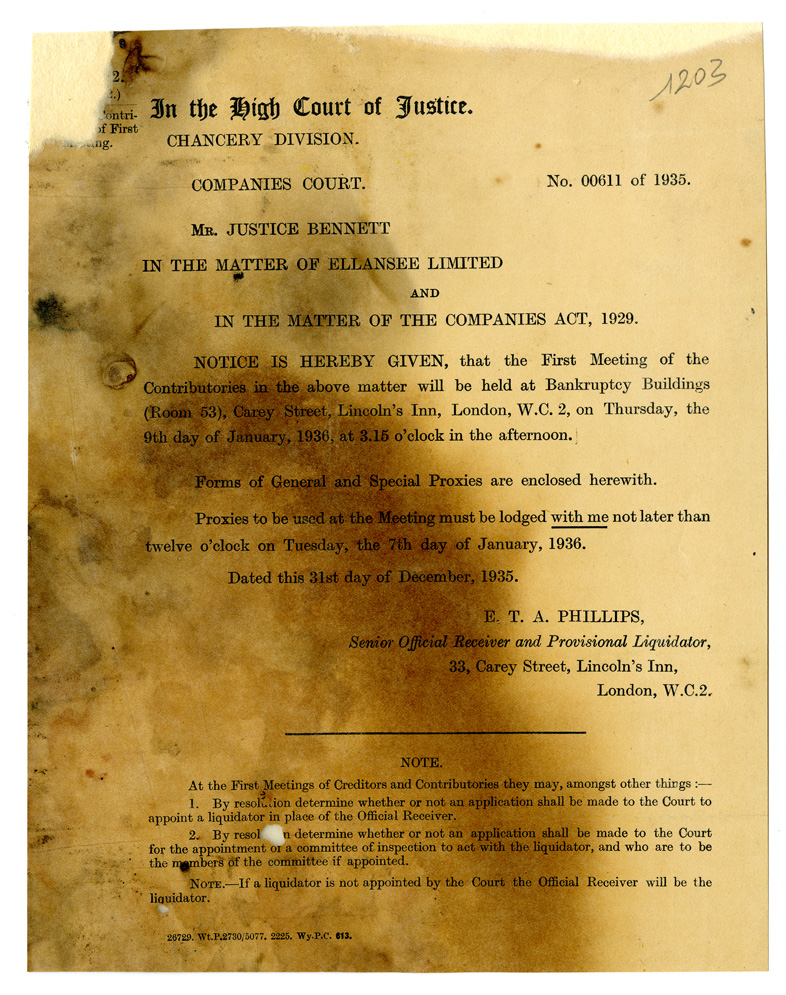 1203
2.
.)
ontri-
of First
ng.
In the High Court of Justice.
CHANCERY DIVISION.
COMPANIES COURT. No. 00611 of 1935.
MR. JUSTICE BENNETT
IN THE MATTER OF ELLANSEE LIMITED
AND
IN THE MATTER OF THE COMPANIES ACT, 1929.
NOTICE IS HEREBY GIVEN, that the First Meeting of the
Contributories in the above matter will be held at Bankruptcy Buildings
(Room 53), Carey Street, Lincoln's Inn, London, W.C. 2, on Thursday, the
9th day of January, 1936, at 3.15 o'clock in the afternoon.
Forms of General and Special Proxies are enclosed herewith.
Proxies to be used at the Meeting must be lodged with me not later than
twelve o'clock on Tuesday, the 7th day of January, 1936.
Dated this 31st day of December, 1935.
E. T. A. PHILLIPS,
Senior Official Receiver and Provisional Liquidator,
33, Carey Street, Lincoln's Inn,
London, W.C.2.
NOTE.
At the First Meetings of Creditors and Contributories they may, amongst other things :—
1. By resolution determine whether or not an application shall be made to the Court to
appoint a liquidator in place of the Official Receiver.
2. By resol n determine whether or not an application shall be made to the Court
for the appointment of a committee of inspection to act with the liquidator, and who are to be
the members of the committee if appointed.
NOTE.—If a liquidator is not appointed by the Court the Official Receiver will be the
liquidator.
26729. Wt.P.2730/5077. 2225. Wy.P.C. 613.